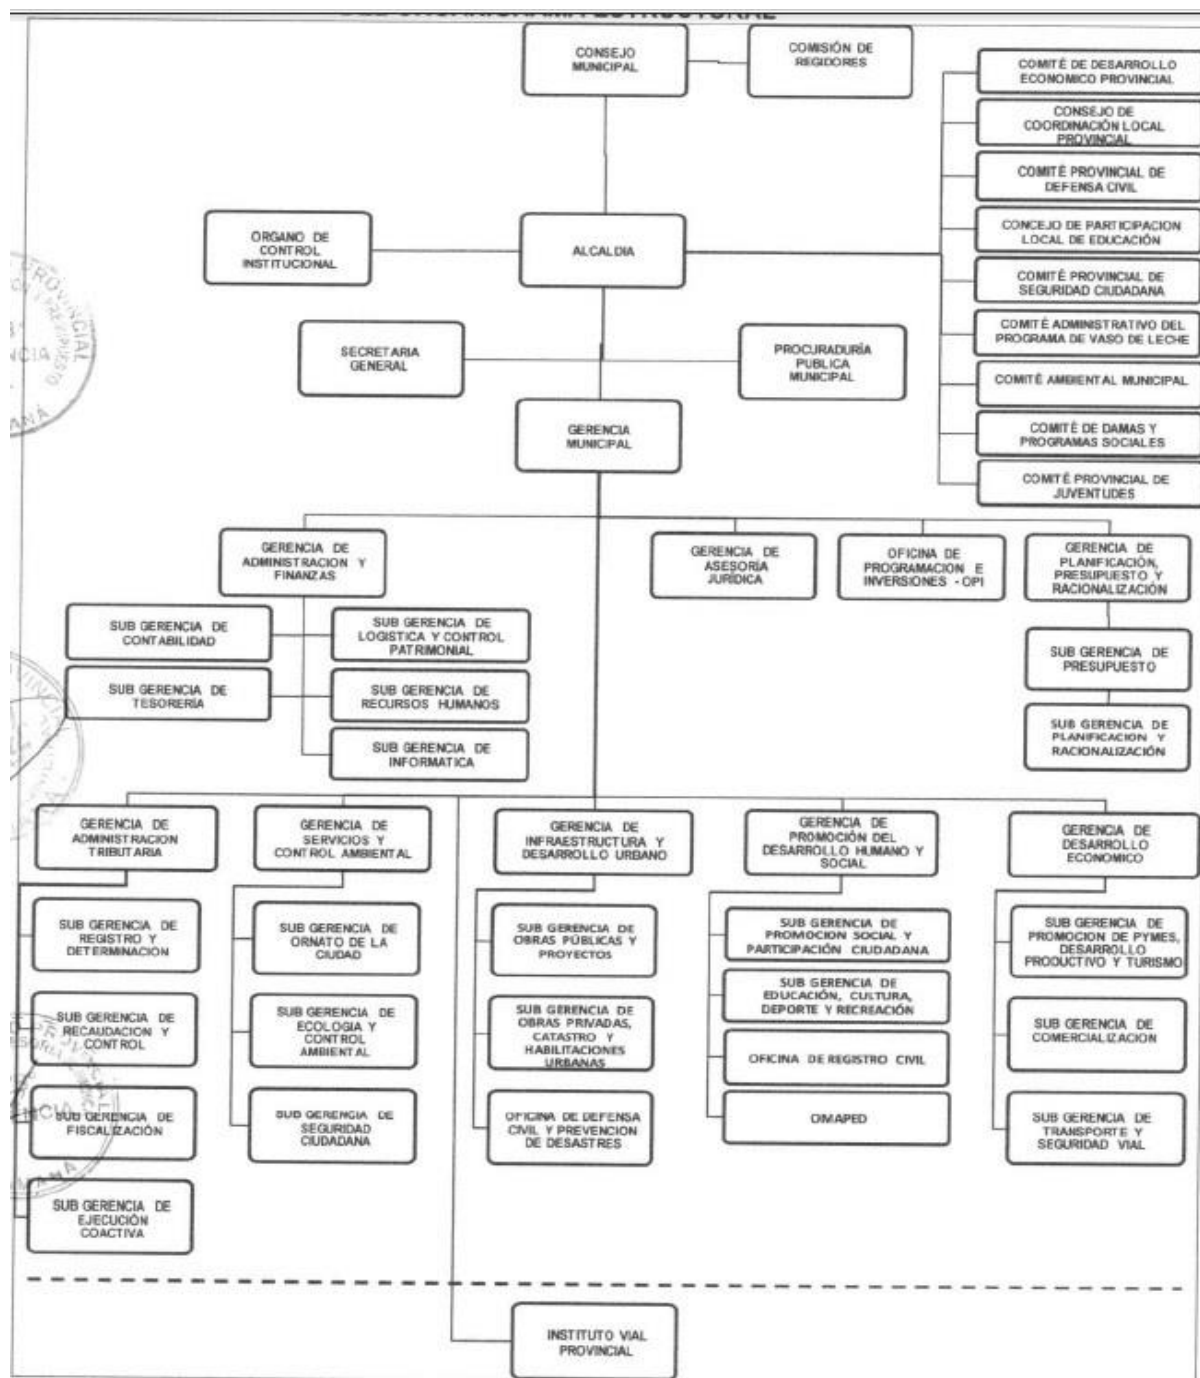 CONSEJO
MUNICIPAL
COMISIÓN DE
REGIDORES
COMITÉ DE DESARROLLO
ECONOMICO PROVINCIAL
CONSEJO DE
COORDINACIÓN LOCAL
PROVINCIAL
COMITÉ PROVINCIAL DE
DEFENSA CIVIL
CONCEJO DE PARTICIPACION
LOCAL DE EDUCACIÓN
COMITÉ PROVINCIAL DE
SEGURIDAD CIUDADANA
COMITÉ ADMINISTRATIVO DEL
PROGRAMA DE VASO DE LECHE
COMITÉ AMBIENTAL MUNICIPAL
COMITÉ DE DAMAS Y
PROGRAMAS SOCIALES
COMITÉ PROVINCIAL DE
JUVENTUDES
ORGANO DE
CONTROL
INSTITUCIONAL
ALCALDIA
SECRETARIA
GENERAL
PROCURADURÍA
PUBLICA
MUNICIPAL
GERENCIA
MUNICIPAL
GERENCIA DE
ADMINISTRACION Y
FINANZAS
GERENCIA DE
ASESORÍA
JURÍDICA
OFICINA DE
PROGRAMACION E
INVERSIONES - OPI
GERENCIA DE
PLANIFICACIÓN,
PRESUPUESTO Y
RACIONALIZACIÓN
SUB GERENCIA DE
CONTABILIDAD
SUB GERENCIA DE
LOGISTICA Y CONTROL
PATRIMONIAL
SUB GERENCIA DE
TESORERÍA
SUB GERENCIA DE
RECURSOS HUMANOS
SUB GERENCIA DE
INFORMATICA
SUB GERENCIA DE
PRESUPUESTO
SUB GERENCIA DE
PLANIFICACION Y
RACIONALIZACIÓN
GERENCIA DE
ADMINISTRACION
TRIBUTARIA
GERENCIA DE
SERVICIOS Y
CONTROL AMBIENTAL
GERENCIA DE
INFRAESTRUCTURA Y
DESARROLLO URBANO
GERENCIA DE
PROMOCIÓN DEL
DESARROLLO HUMANO Y
SOCIAL
GERENCIA DE
DESARROLLO
ECONOMICO
SUB GERENCIA DE
REGISTRO Y
DETERMINACION
SUB GERENCIA DE
RECAUDACION Y
CONTROL
SUB GERENCIA DE
FISCALIZACIÓN
SUB GERENCIA DE
EJECUCIÓN
COACTIVA
SUB GERENCIA DE
ORNATO DE LA
CIUDAD
SUB GERENCIA DE
ECOLOGIA Y
CONTROL
AMBIENTAL
SUB GERENCIA DE
SEGURIDAD
CIUDADANA
SUB GERENCIA DE
OBRAS PÚBLICAS Y
PROYECTOS
SUB GERENCIA DE
OBRAS PRIVADAS,
CATASTRO Y
HABILITACIONES
URBANAS
OFICINA DE DEFENSA
CIVIL Y PREVENCION
DE DESASTRES
SUB GERENCIA DE
PROMOCION SOCIAL Y
PARTICIPACIÓN CIUDADANA
SUB GERENCIA DE
EDUCACIÓN, CULTURA,
DEPORTE Y RECREACIÓN
OFICINA DE REGISTRO CIVIL
OMAPED
SUB GERENCIA DE
PROMOCION DE PYMES,
DESARROLLO
PRODUCTIVO Y TURISMO
SUB GERENCIA DE
COMERCIALIZACION
SUB GERENCIA DE
TRANSPORTE Y
SEGURIDAD VIAL
INSTITUTO VIAL
PROVINCIAL